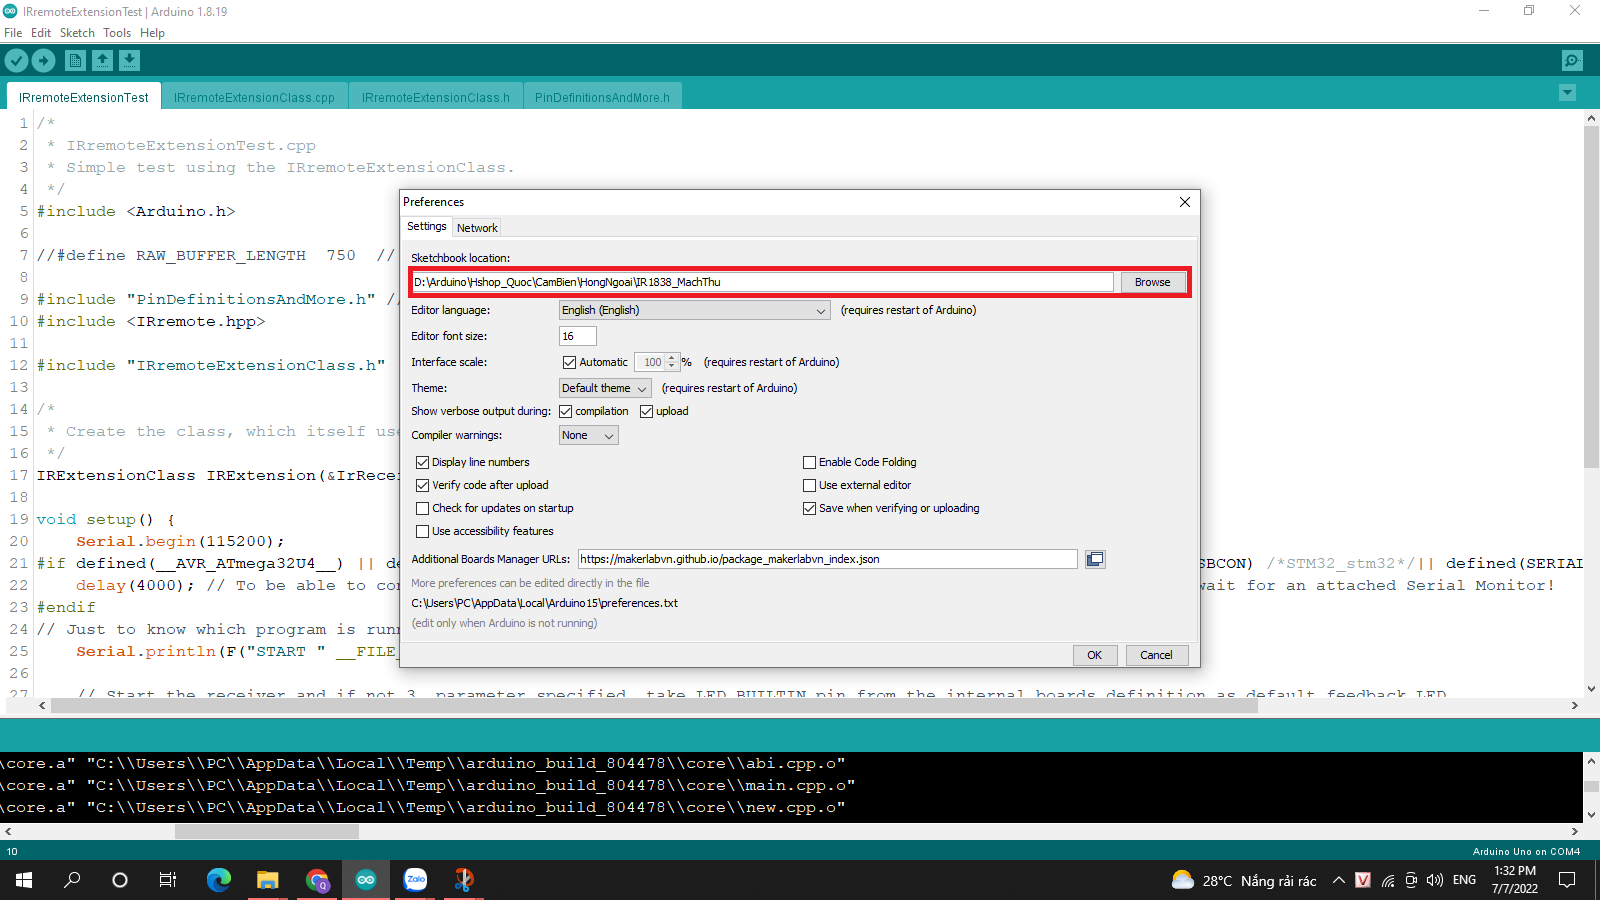 IRremoteExtensionTest | Arduino 1.8.19
File Edit Sketch Tools Help
IRremoteExtensionTest IRremoteExtensionClass.cpp IRremoteExtensionClass.h PinDefinitionsAndMore.h
1 /*
2 * IRremoteExtensionTest.cpp
3 * Simple test using the IRremoteExtensionClass.
4 */
5 #include <Arduino.h>
6
7 //#define RAW_BUFFER_LENGTH 750 //
8
9 #include "PinDefinitionsAndMore.h" //
10 #include <IRremote.hpp>
11
12 #include "IRremoteExtensionClass.h"
13
14 /*
15 * Create the class, which itself use
16 */
17 IRExtensionClass IRExtension(&IrRecei
18
19 void setup() {
20 Serial.begin(115200);
21 #if defined(__AVR_ATmega32U4__) || de SBCON) /*STM32_stm32*/|| defined(SERIAL
22 delay(4000); // To be able to con wait for an attached Serial Monitor!
23 #endif
24 // Just to know which program is runn
25 Serial.println(F("START " __FILE_
26
27 // Start the receiver and if not 3. parameter specified, take LED_BUILTIN pin from the internal boards definition as default feedback LED
Preferences
Settings Network
Sketchbook location:
D:\Arduino\Hshop_Quoc\CamBien\HongNgoai\IR1838_MachThu Browse
Editor language: English (English) (requires restart of Arduino)
Editor font size: 16
Interface scale: Automatic 100 % (requires restart of Arduino)
Theme: Default theme (requires restart of Arduino)
Show verbose output during: compilation upload
Compiler warnings: None
Display line numbers Enable Code Folding
Verify code after upload Use external editor
Check for updates on startup Save when verifying or uploading
Use accessibility features
Additional Boards Manager URLs: https://makerlabvn.github.io/package_makerlabvn_index.json
More preferences can be edited directly in the file
C:\Users\PC\AppData\Local\Arduino15\preferences.txt
(edit only when Arduino is not running)
OK Cancel
\core.a" "C:\\Users\\PC\\AppData\\Local\\Temp\\arduino_build_804478\\core\\abi.cpp.o"
\core.a" "C:\\Users\\PC\\AppData\\Local\\Temp\\arduino_build_804478\\core\\main.cpp.o"
\core.a" "C:\\Users\\PC\\AppData\\Local\\Temp\\arduino_build_804478\\core\\new.cpp.o"
10 Arduino Uno on COM4
Zalo 28°C Nắng rải rác V ENG 1:32 PM
7/7/2022